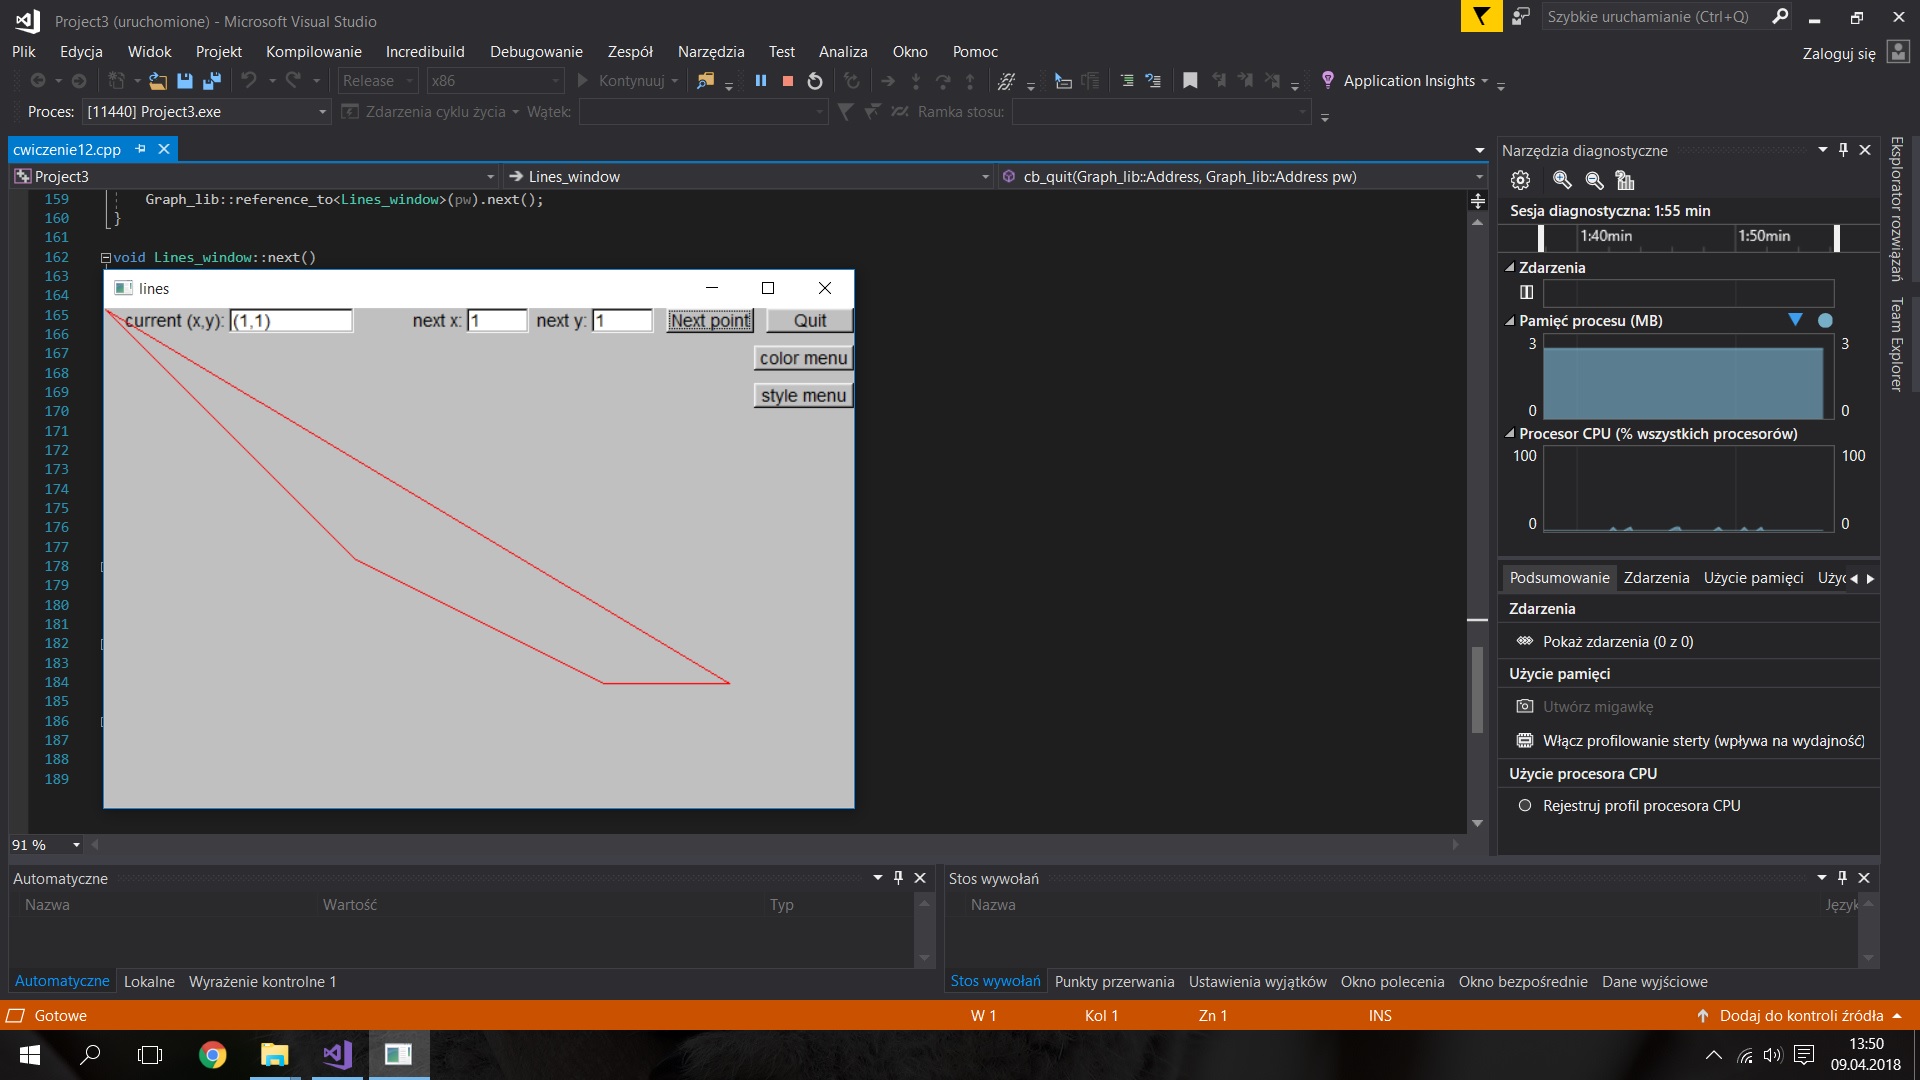 Project3 (uruchomione) - Microsoft Visual Studio
Szybkie uruchamianie (Ctrl+Q)
Plik Edycja Widok Projekt Kompilowanie Incredibuild Debugowanie Zespół Narzędzia Test Analiza Okno Pomoc
Zaloguj się
Release x86 Kontynuuj Application Insights
Proces: [11440] Project3.exe Zdarzenia cyklu życia Wątek: Ramka stosu:
cwiczenie12.cpp
Project3 Lines_window cb_quit(Graph_lib::Address, Graph_lib::Address pw)
159 Graph_lib::reference_to<Lines_window>(pw).next();
160 }
161
162 void Lines_window::next()
163
164
165
166
167
168
169
170
171
172
173
174
175
176
177
178
179
180
181
182
183
184
185
186
187
188
189
lines
current (x,y): (1,1) next x: 1 next y: 1 Next point Quit
color menu
style menu
91 %
Narzędzia diagnostyczne
Sesja diagnostyczna: 1:55 min
1:40min 1:50min
Zdarzenia
Pamięć procesu (MB)
3 3
0 0
Procesor CPU (% wszystkich procesorów)
100 100
0 0
Podsumowanie Zdarzenia Użycie pamięci Użyc
Zdarzenia
Pokaż zdarzenia (0 z 0)
Użycie pamięci
Utwórz migawkę
Włącz profilowanie sterty (wpływa na wydajność)
Użycie procesora CPU
Rejestruj profil procesora CPU
Eksplorator rozwiązań
Team Explorer
Automatyczne
Nazwa Wartość Typ
Automatyczne Lokalne Wyrażenie kontrolne 1
Stos wywołań
Nazwa Język
Stos wywołań Punkty przerwania Ustawienia wyjątków Okno polecenia Okno bezpośrednie Dane wyjściowe
Gotowe W 1 Kol 1 Zn 1 INS Dodaj do kontroli źródła
13:50
09.04.2018